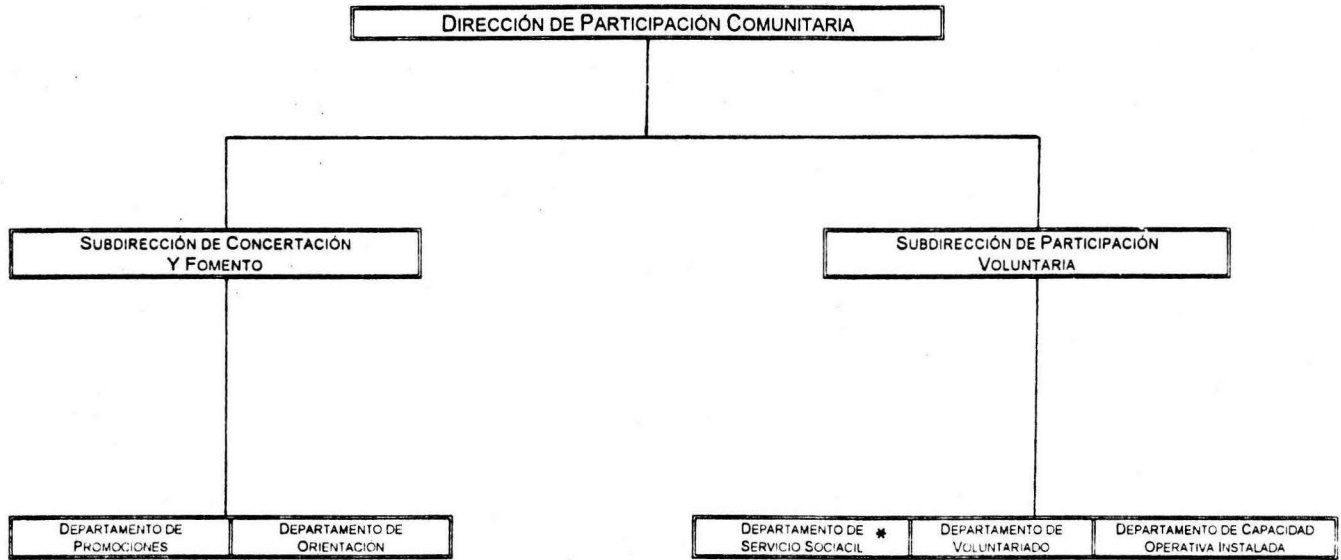 DIRECCIÓN DE PARTICIPACIÓN COMUNITARIA
SUBDIRECCIÓN DE CONCERTACIÓN
Y FOMENTO
SUBDIRECCIÓN DE PARTICIPACIÓN
VOLUNTARIA
DEPARTAMENTO DE
PROMOCIONES
DEPARTAMENTO DE
ORIENTACIÓN
DEPARTAMENTO DE *
SERVICIO SOCIACIL
DEPARTAMENTO DE
VOLUNTARIADO
DEPARTAMENTO DE CAPACIDAD
OPERATIVA INSTALADA